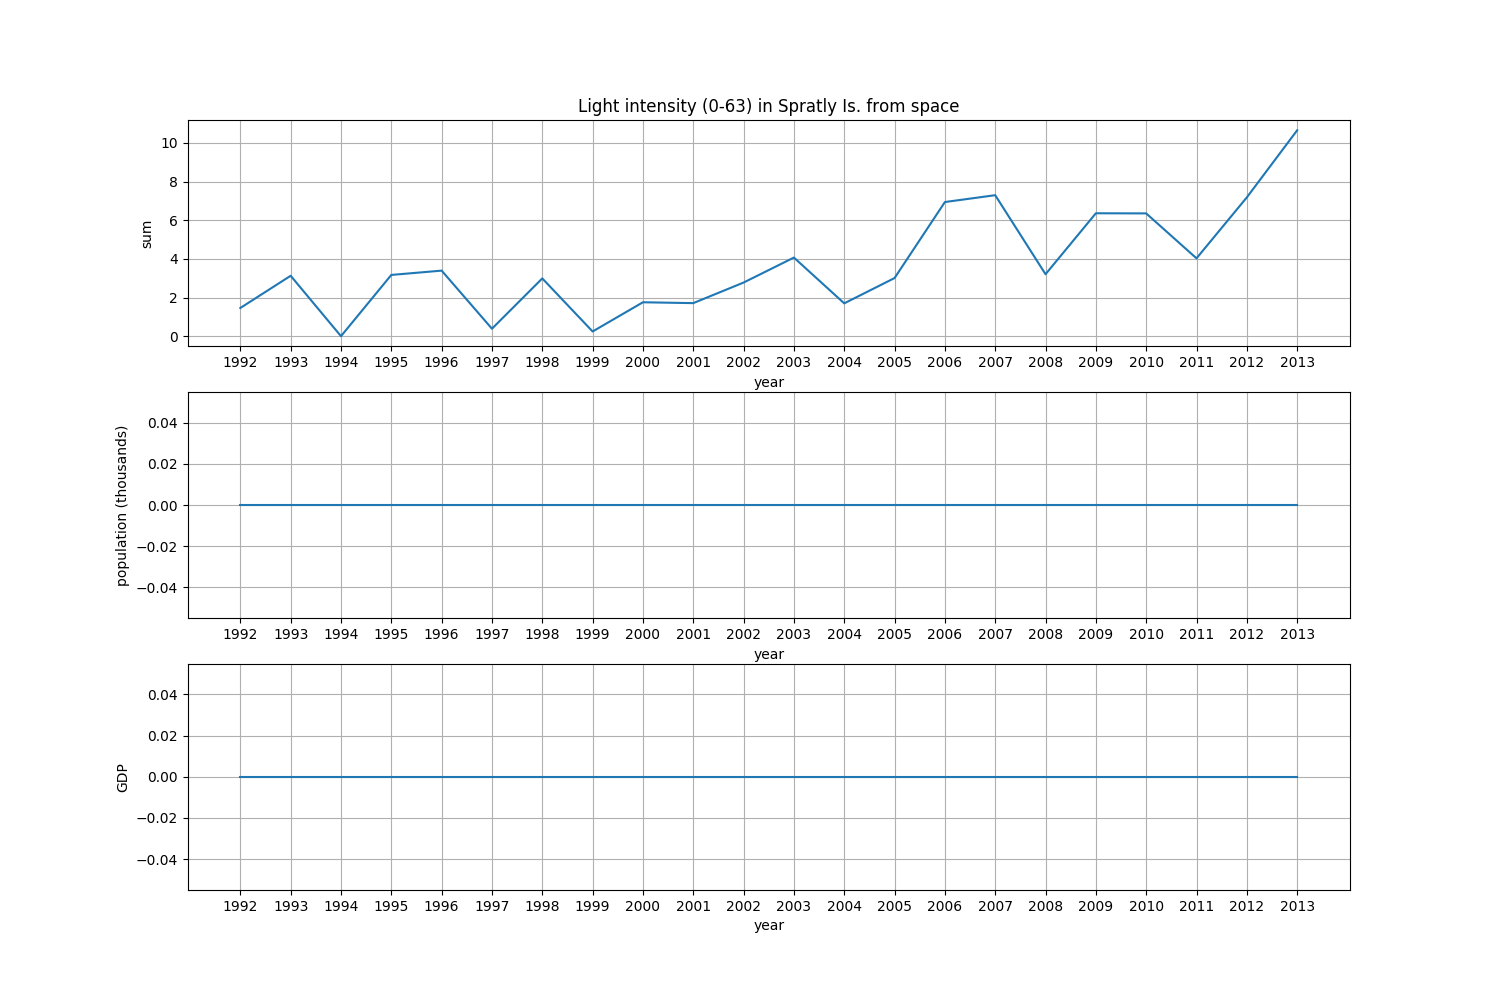 Light intensity (0-63) in Spratly Is. from space
sum
10
8
6
4
2
0
1992 1993 1994 1995 1996 1997 1998 1999 2000 2001 2002 2003 2004 2005 2006 2007 2008 2009 2010 2011 2012 2013
year
population (thousands)
0.04
0.02
0.00
−0.02
−0.04
1992 1993 1994 1995 1996 1997 1998 1999 2000 2001 2002 2003 2004 2005 2006 2007 2008 2009 2010 2011 2012 2013
year
GDP
0.04
0.02
0.00
−0.02
−0.04
1992 1993 1994 1995 1996 1997 1998 1999 2000 2001 2002 2003 2004 2005 2006 2007 2008 2009 2010 2011 2012 2013
year